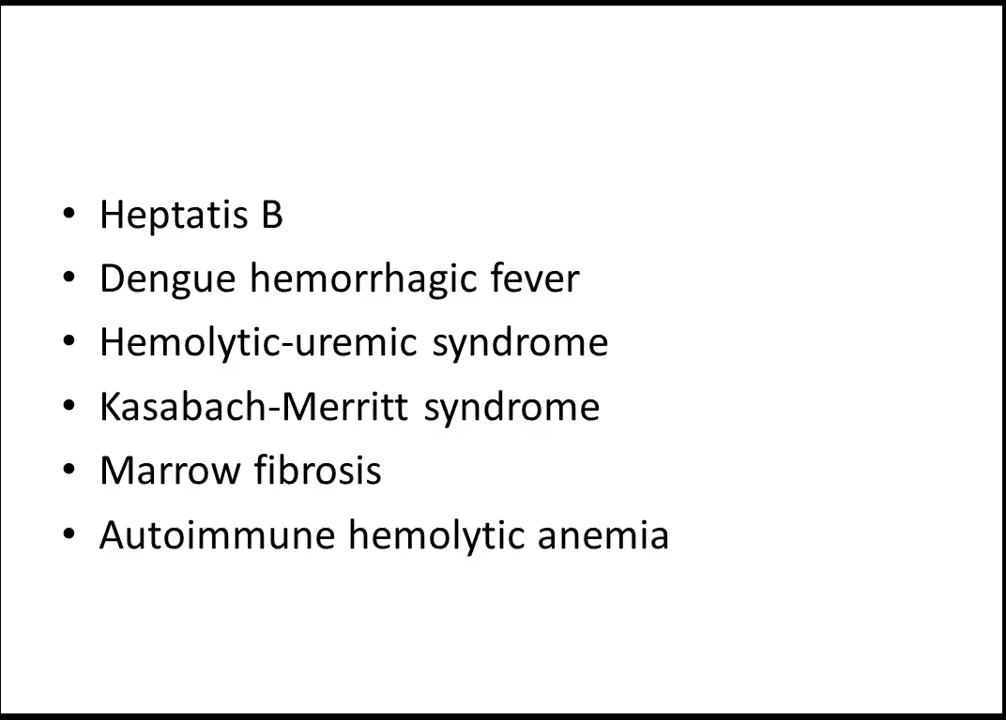 • Heptatis B
• Dengue hemorrhagic fever
• Hemolytic-uremic syndrome
• Kasabach-Merritt syndrome
• Marrow fibrosis
• Autoimmune hemolytic anemia